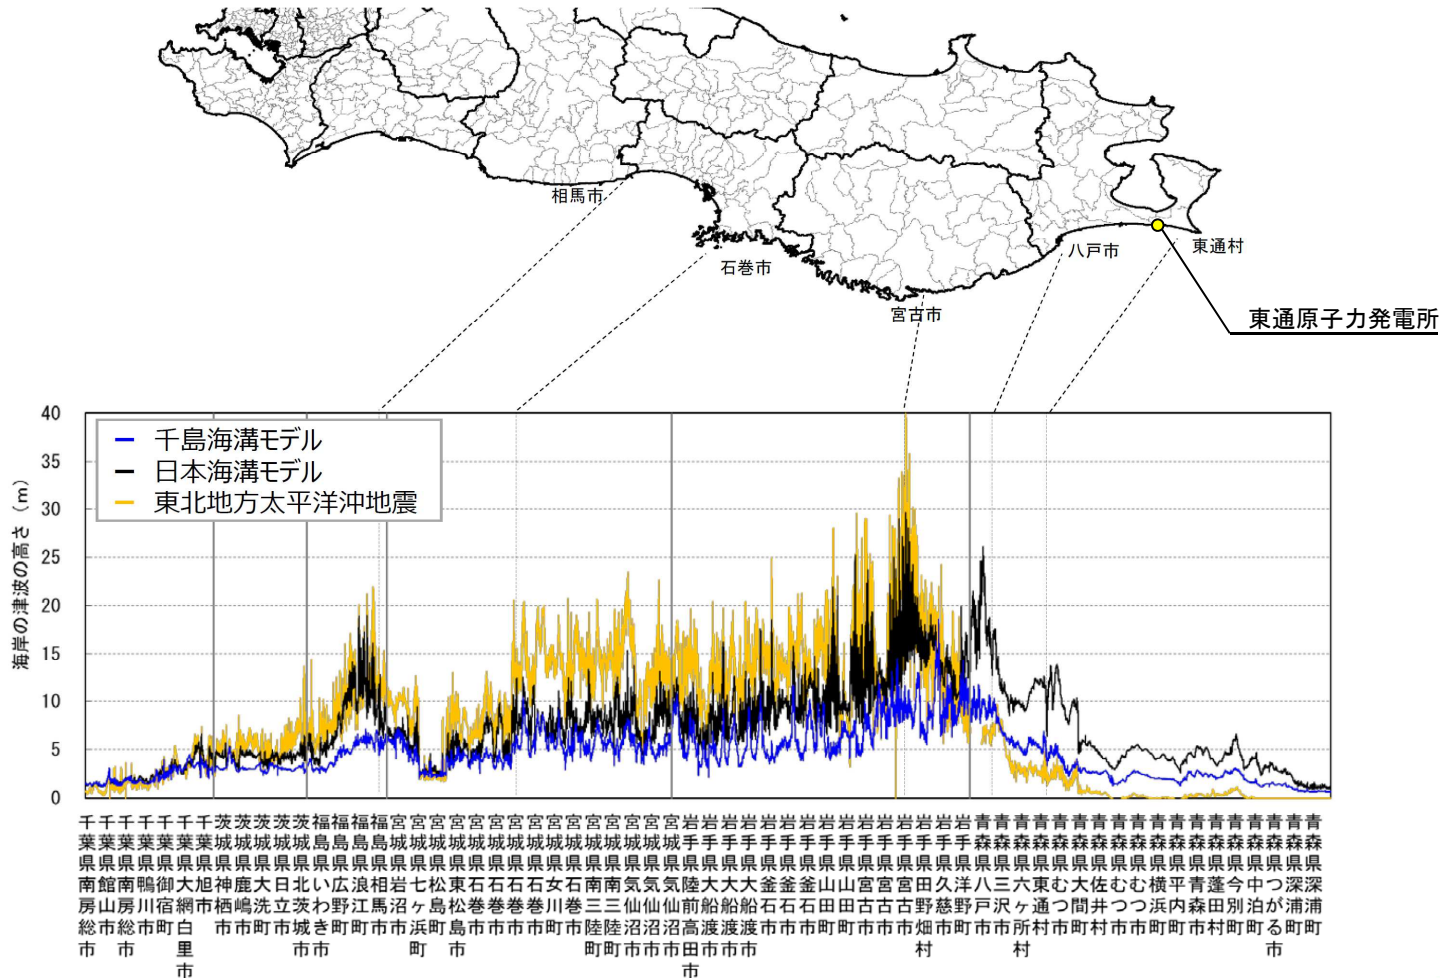 相馬市
石巻市
宮古市
八戸市
東通村
東通原子力発電所
海岸の津波の高さ（m）
40
35
30
25
20
15
10
5
0
千島海溝モデル
日本海溝モデル
東北地方太平洋沖地震
千葉県南房総市
千葉県館山市
千葉県南房総市
千葉県鴨川市
千葉県御宿町
千葉県大網白里市
千葉県旭市
茨城県神栖市
茨城県鹿嶋市
茨城県大洗町
茨城県日立市
茨城県北茨城市
福島県いわき市
福島県広野町
福島県浪江町
福島県相馬市
宮城県岩沼市
宮城県七ヶ浜町
宮城県松島町
宮城県東松島市
宮城県石巻市
宮城県石巻市
宮城県石巻市
宮城県石巻市
宮城県女川町
宮城県石巻市
宮城県南三陸町
宮城県南三陸町
宮城県気仙沼市
宮城県気仙沼市
宮城県気仙沼市
岩手県陸前高田市
岩手県大船渡市
岩手県大船渡市
岩手県大船渡市
岩手県釜石市
岩手県釜石市
岩手県釜石市
岩手県山田町
岩手県山田町
岩手県宮古市
岩手県宮古市
岩手県宮古市
岩手県田野畑村
岩手県久慈市
岩手県洋野町
青森県八戸市
青森県三沢市
青森県六ヶ所村
青森県東通村
青森県むつ市
青森県大間町
青森県佐井村
青森県むつ市
青森県むつ市
青森県横浜町
青森県平内町
青森県青森市
青森県蓬田村
青森県今別町
青森県中泊町
青森県つがる市
青森県深浦町
青森県深浦町